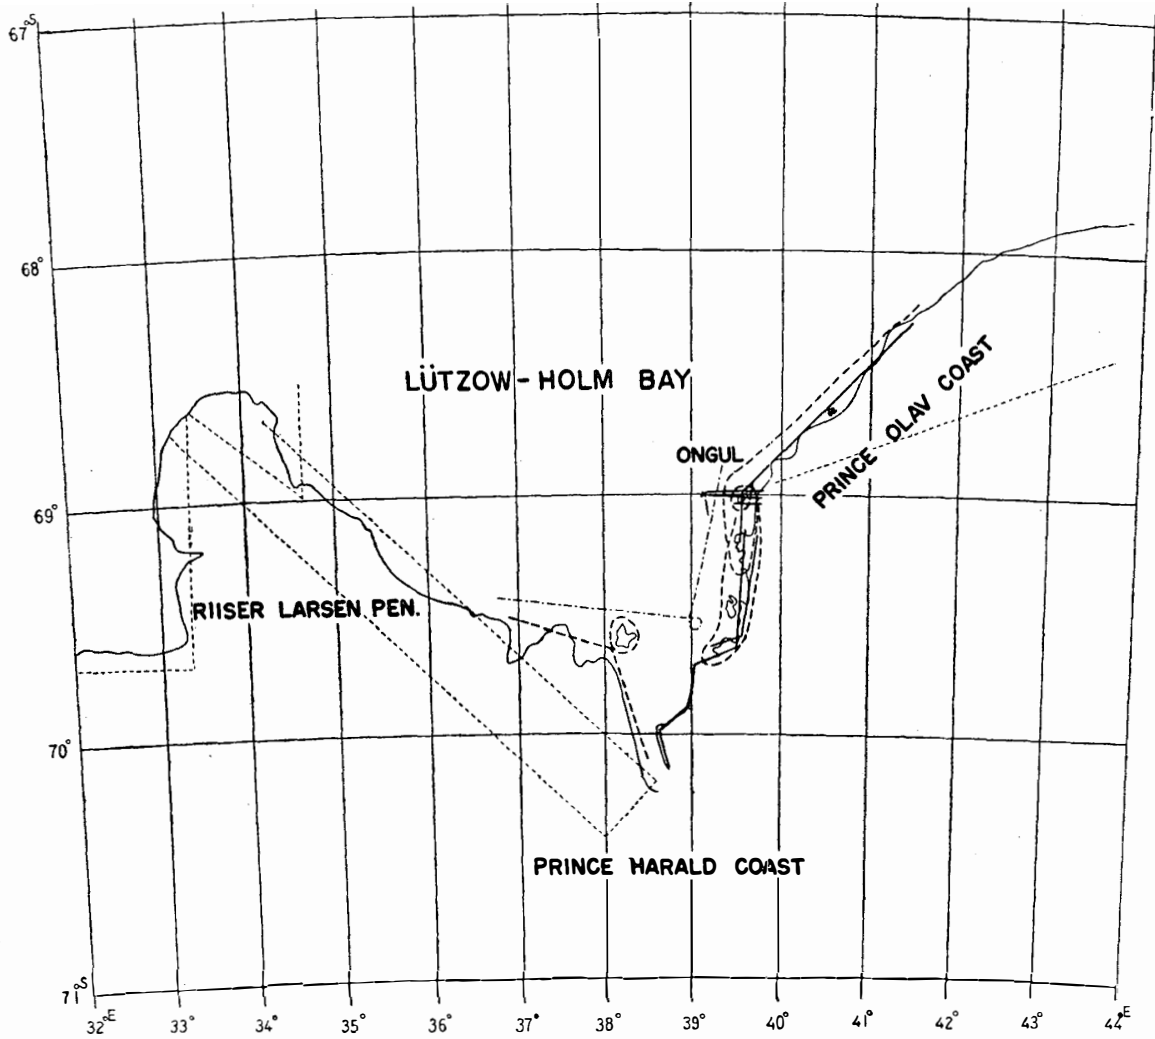 67°S
68°
LÜTZOW-HOLM BAY
PRINCE OLAV COAST
ONGUL
69°
RIISER LARSEN PEN.
70°
PRINCE HARALD COAST
71°S
32°E 33° 34° 35° 36° 37° 38° 39° 40° 41° 42° 43° 44°E